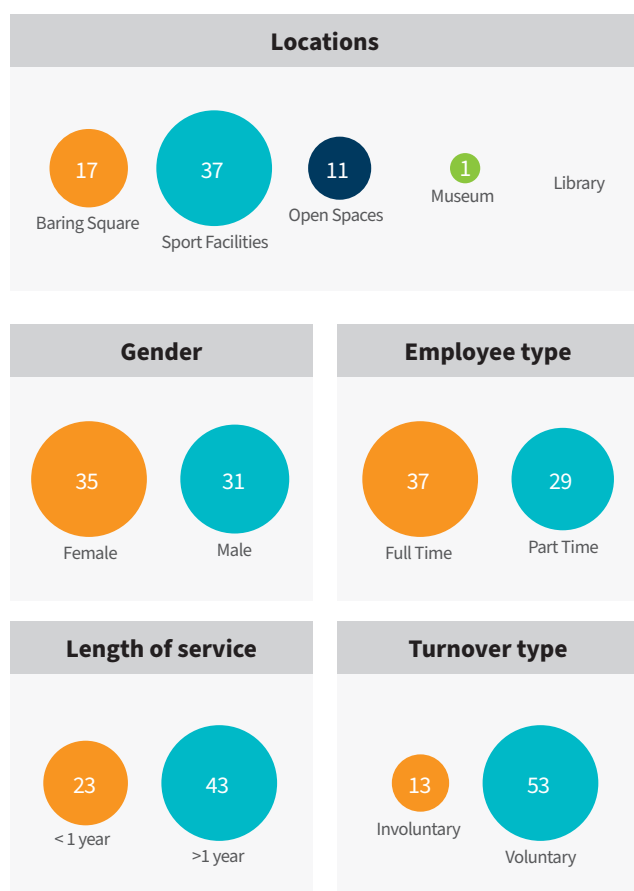 Locations
17
Baring Square
37
Sport Facilities
11
Open Spaces
1
Museum
Library
Gender
35
Female
31
Male
Employee type
37
Full Time
29
Part Time
Length of service
23
< 1 year
43
>1 year
Turnover type
13
Involuntary
53
Voluntary